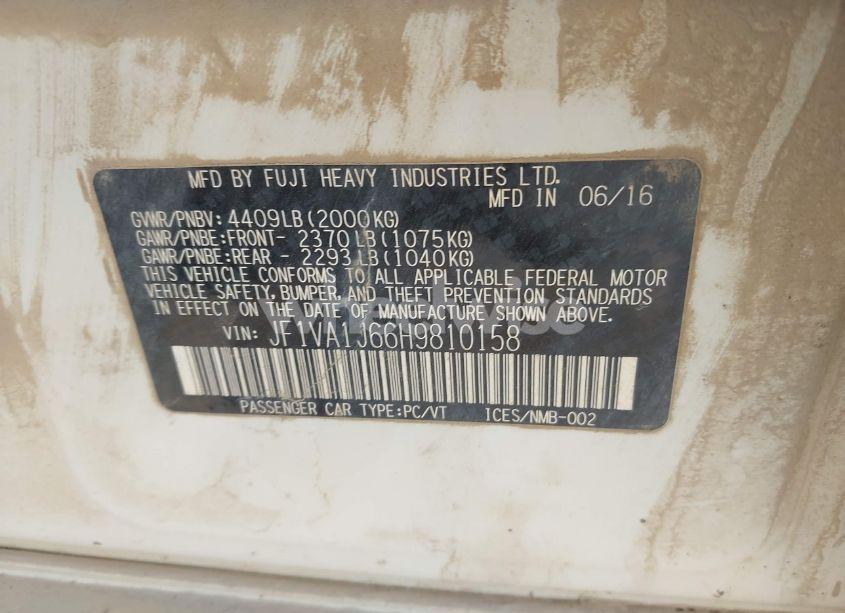 MFD BY FUJI HEAVY INDUSTRIES LTD.
MFD IN 06/16
GVWR/PNBV: 4409LB(2000KG)
GAWR/PNBE:FRONT- 2370LB(1075KG)
GAWR/PNBE:REAR - 2293LB(1040KG)
THIS VEHICLE CONFORMS TO ALL APPLICABLE FEDERAL MOTOR
VEHICLE SAFETY, BUMPER, AND THEFT PREVENTION STANDARDS
IN EFFECT ON THE DATE OF MANUFACTURE SHOWN ABOVE.
VIN: JF1VA1J66H9810158
PASSENGER CAR TYPE:PC/VT ICES/NMB-002